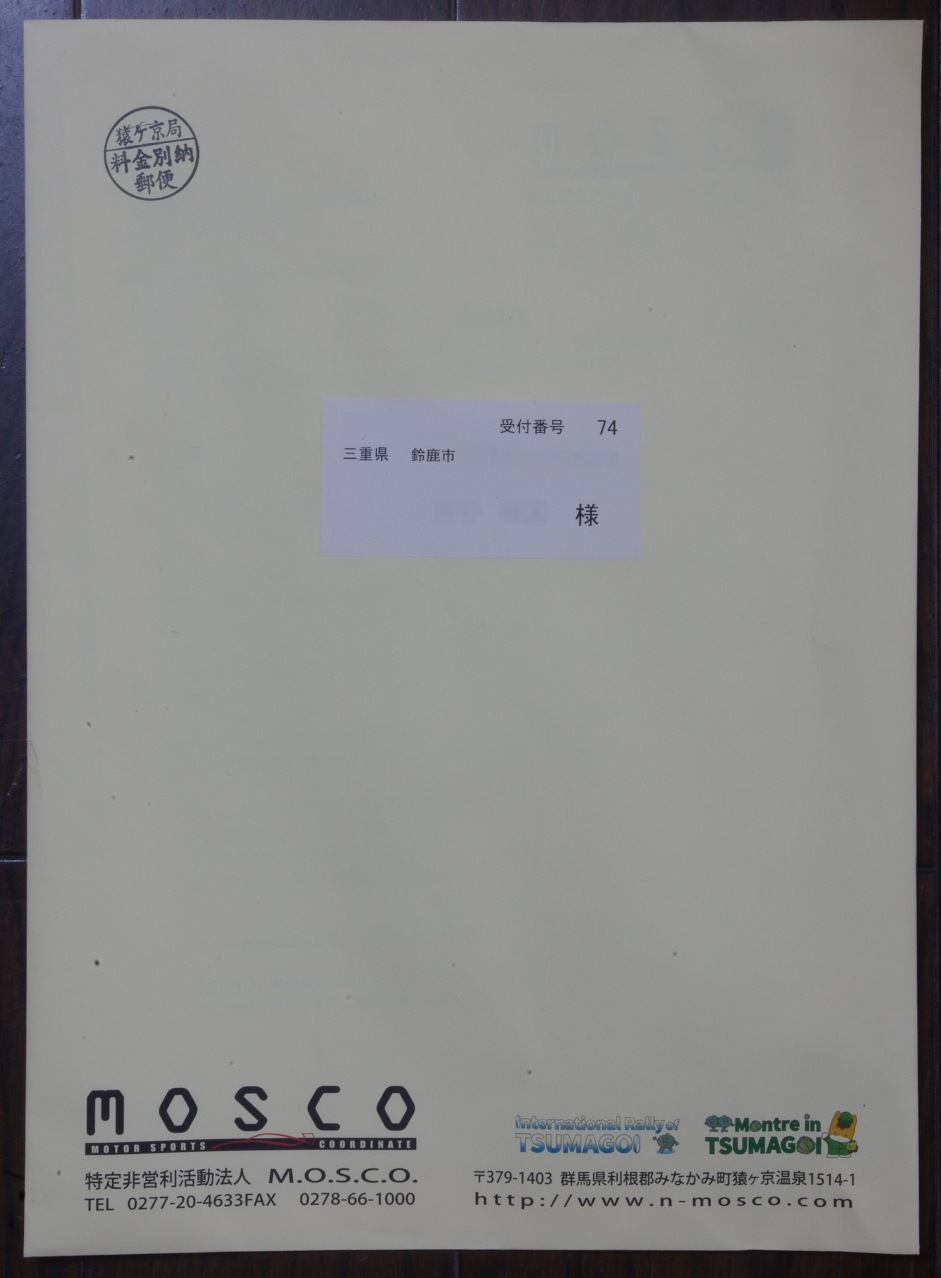 猿ヶ京局
料金別納
郵便
受付番号 74
三重県 鈴鹿市
様
MOSCO
MOTOR SPORTS COORDINATE
特定非営利活動法人 M.O.S.C.O.
TEL 0277-20-4633FAX 0278-66-1000
International Rally of
TSUMAGOI
Montre in
TSUMAGOI
〒379-1403 群馬県利根郡みなかみ町猿ヶ京温泉1514-1
http://www.n-mosco.com